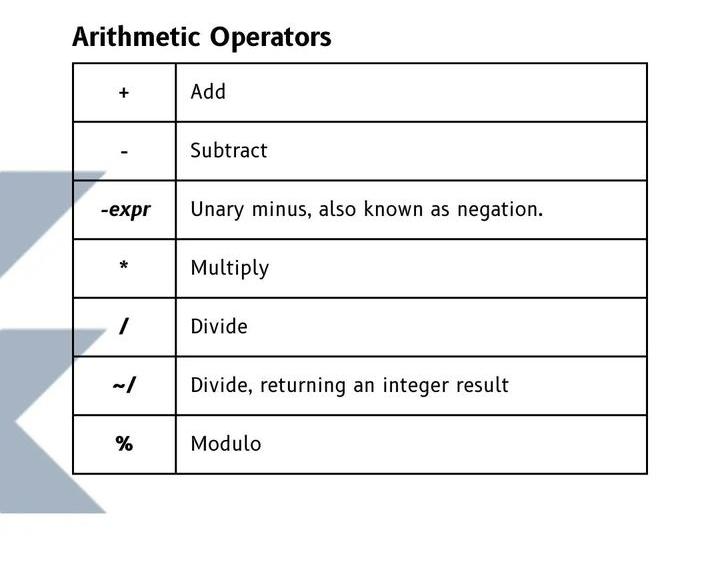 Arithmetic Operators
+ Add
- Subtract
-expr Unary minus, also known as negation.
* Multiply
/ Divide
~/ Divide, returning an integer result
% Modulo